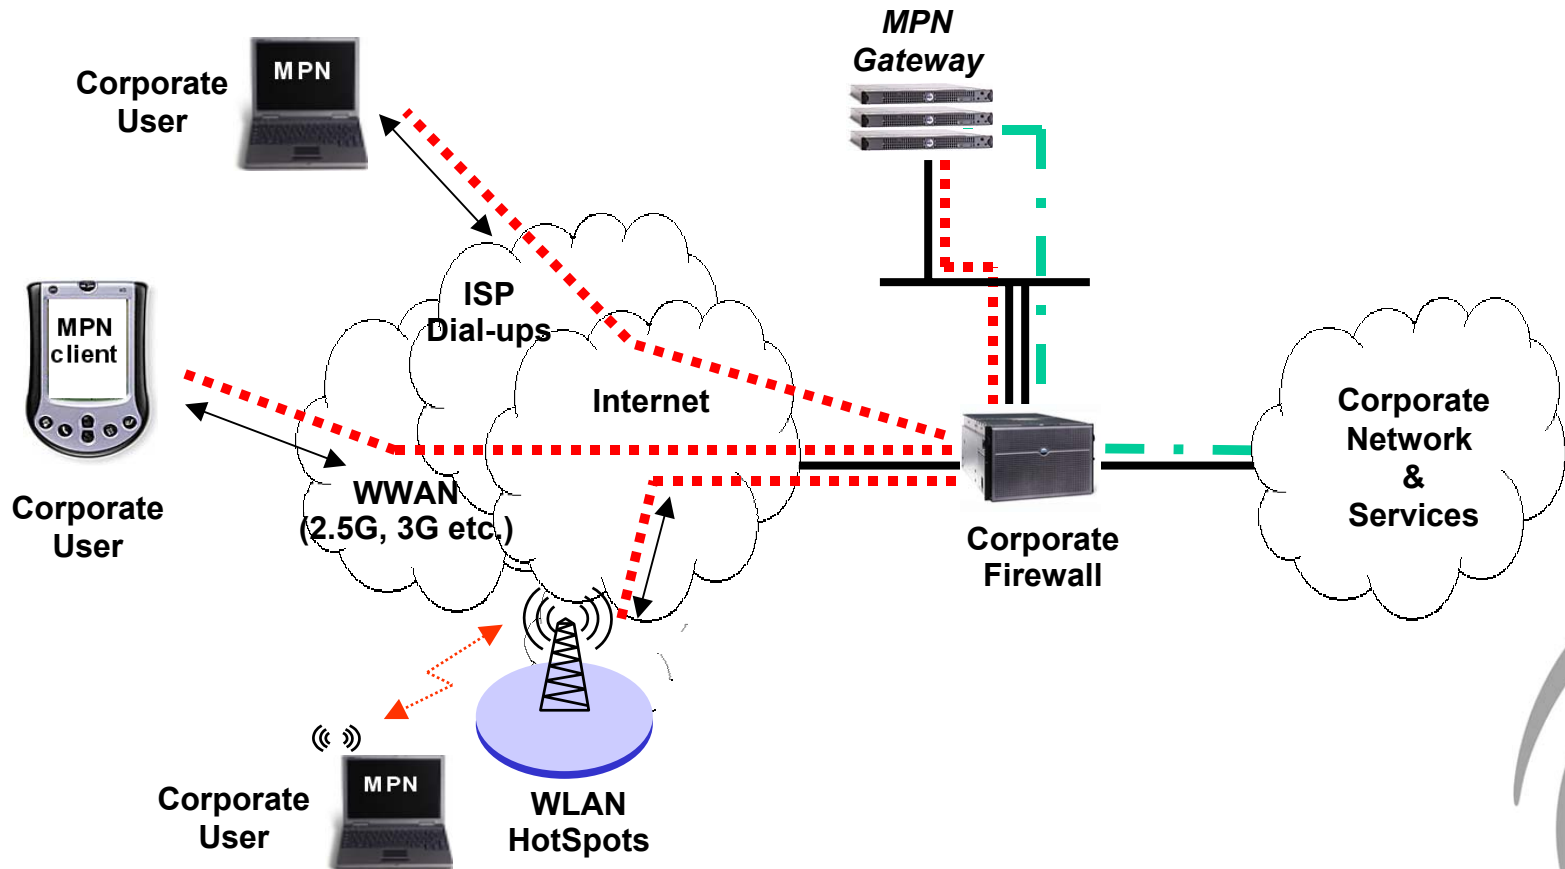 MPN
Gateway
Corporate
User
MPN
ISP
Dial-ups
MPN
client
Internet
Corporate
Network
&
Services
WWAN
(2.5G, 3G etc.)
Corporate
User
Corporate
Firewall
Corporate
User
MPN
WLAN
HotSpots